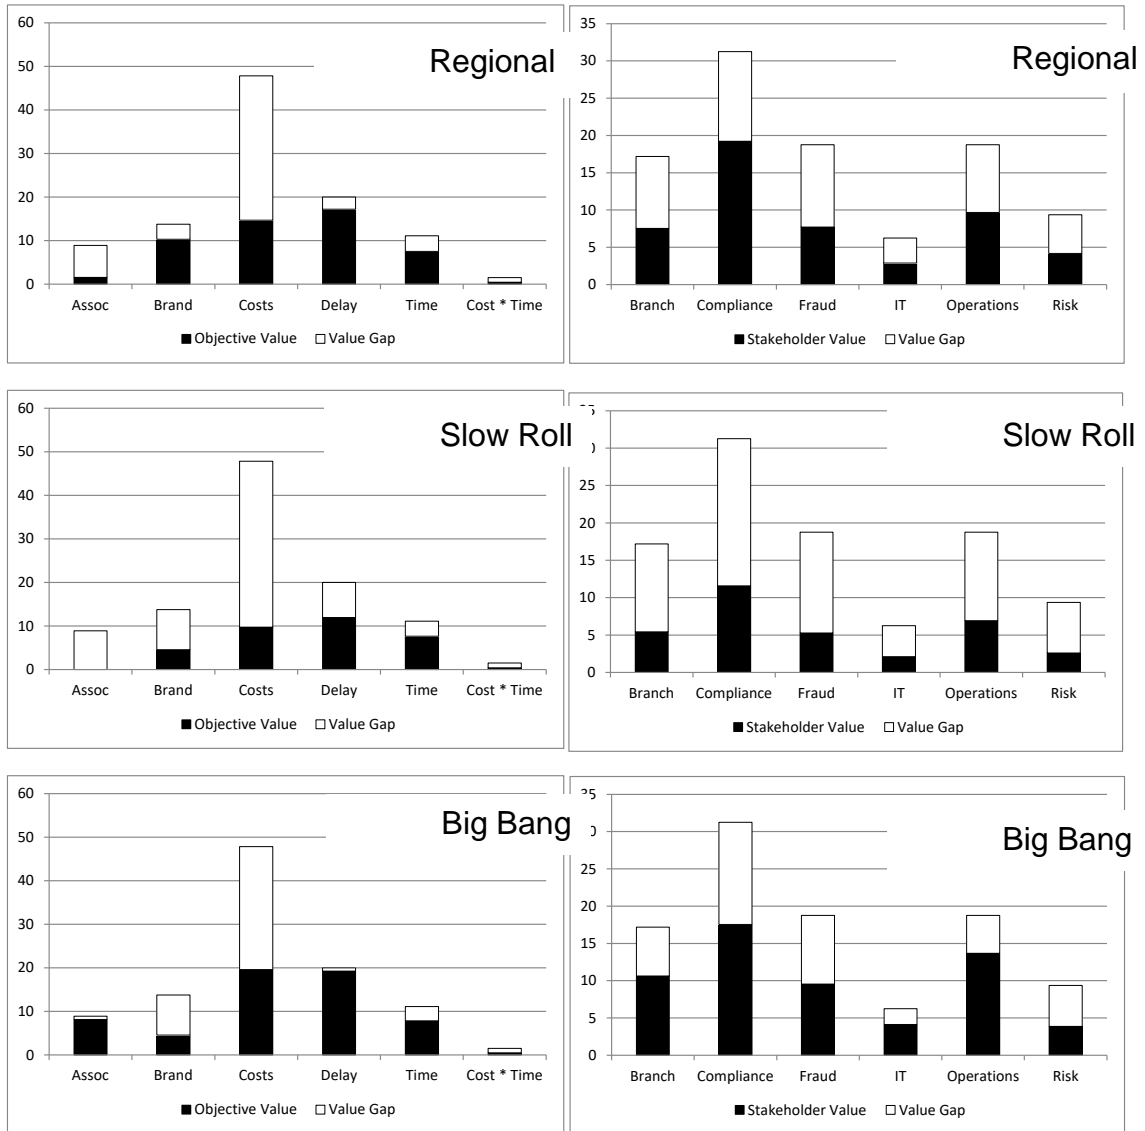 Regional
60
50
40
30
20
10
0
Assoc Brand Costs Delay Time Cost * Time
Objective Value Value Gap
Regional
35
30
25
20
15
10
5
0
Branch Compliance Fraud IT Operations Risk
Stakeholder Value Value Gap
Slow Roll
60
50
40
30
20
10
0
Assoc Brand Costs Delay Time Cost * Time
Objective Value Value Gap
Slow Roll
25
20
15
10
5
0
Branch Compliance Fraud IT Operations Risk
Stakeholder Value Value Gap
Big Bang
60
50
40
30
20
10
0
Assoc Brand Costs Delay Time Cost * Time
Objective Value Value Gap
Big Bang
35
30
25
20
15
10
5
0
Branch Compliance Fraud IT Operations Risk
Stakeholder Value Value Gap